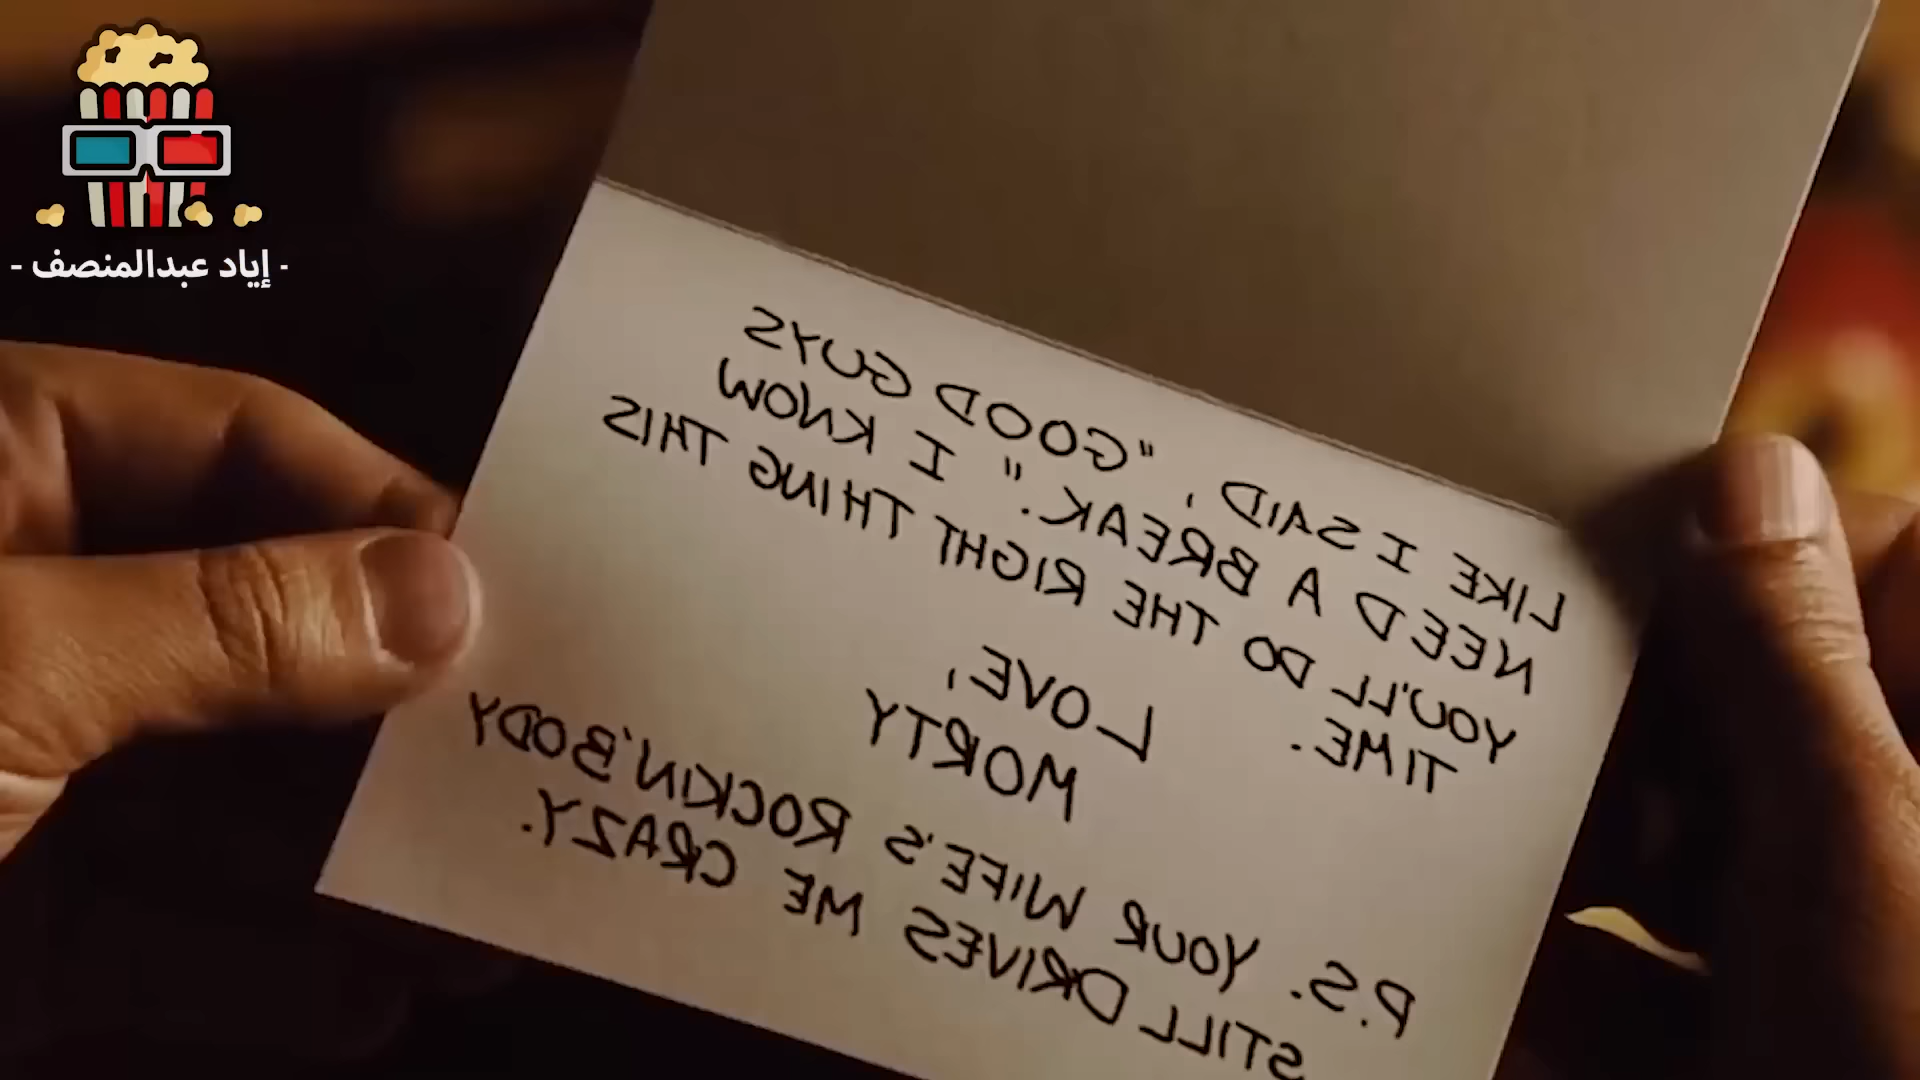 - إياد عبدالمنصف -
LIKE I SAID, "GOOD GUYS
NEED A BREAK." I KNOW
YOU'LL DO THE RIGHT THING THIS
TIME.
LOVE,
MORTY
P.S. YOUR WIFE'S ROCKIN' BODY
STILL DRIVES ME CRAZY.